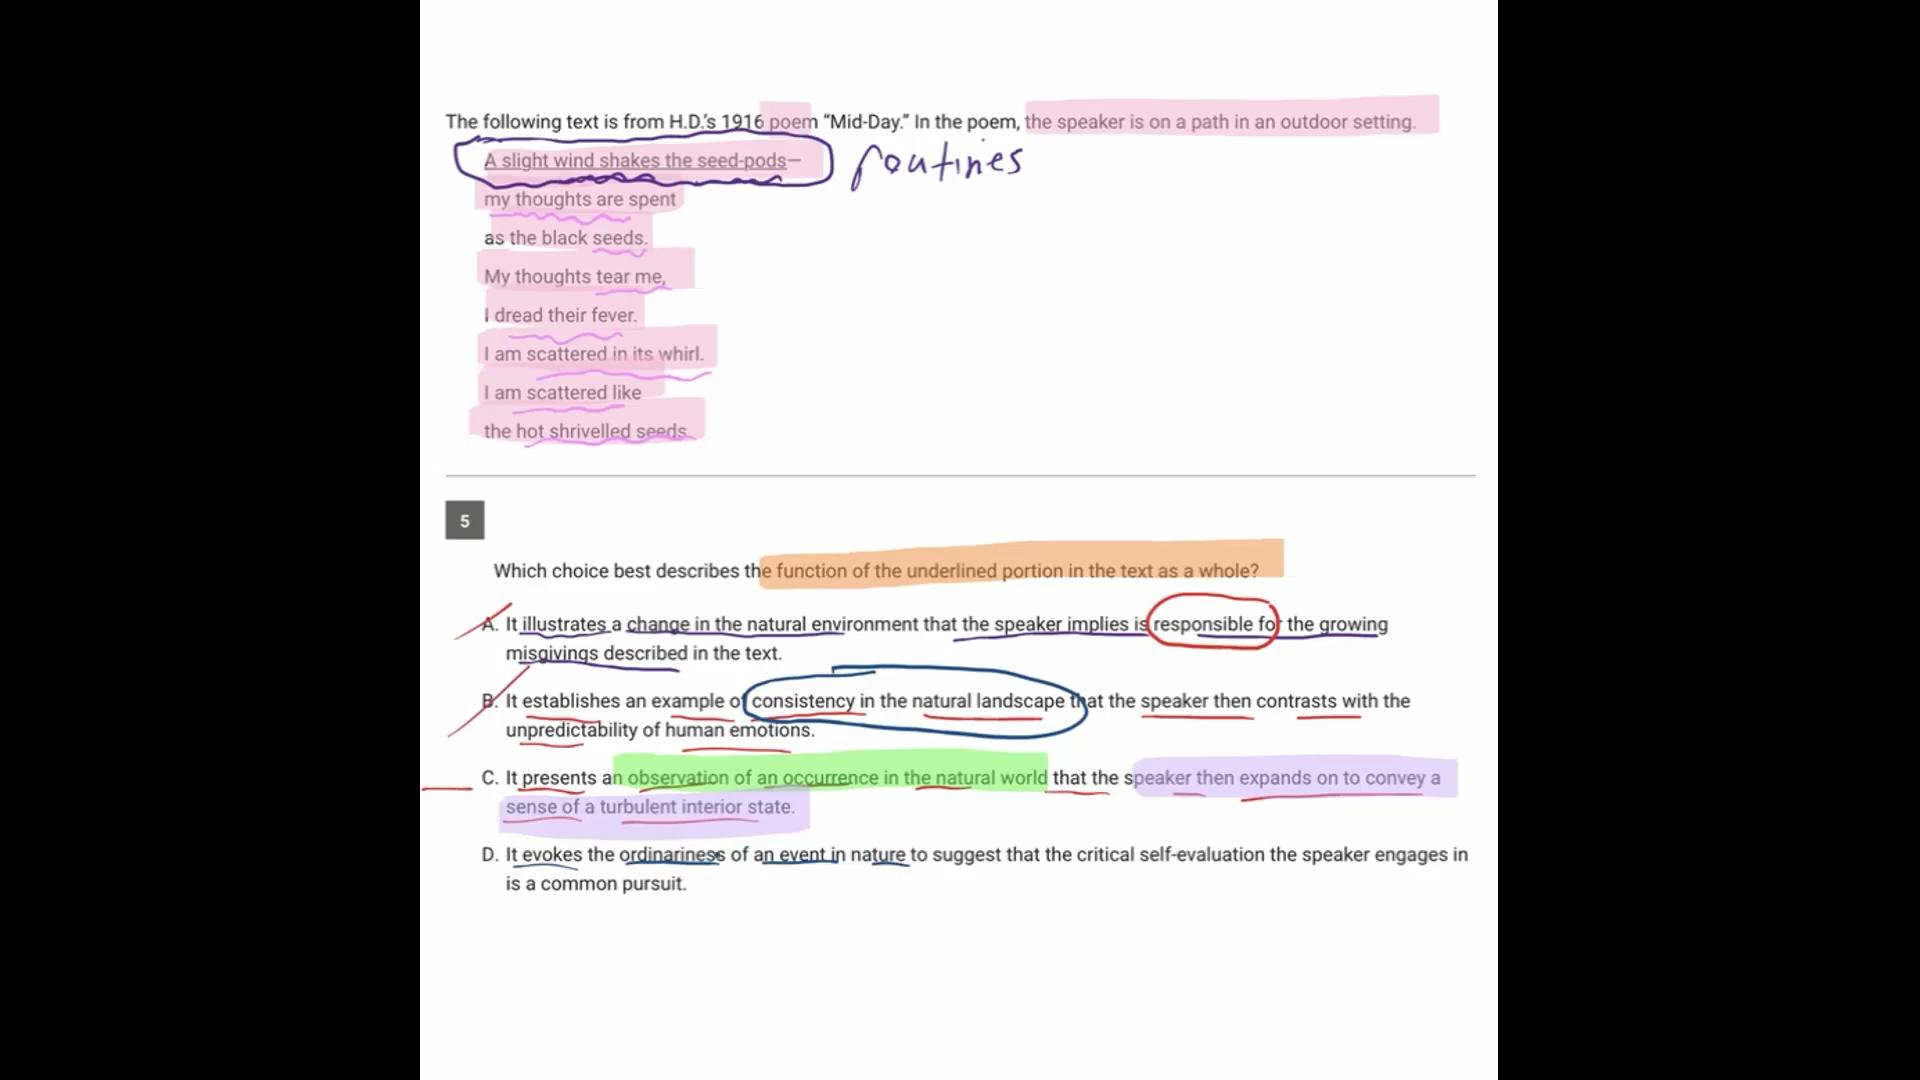 The following text is from H.D.'s 1916 poem “Mid-Day.” In the poem, the speaker is on a path in an outdoor setting.
A slight wind shakes the seed-pods—
routines
my thoughts are spent
as the black seeds.
My thoughts tear me,
I dread their fever.
I am scattered in its whirl.
I am scattered like
the hot shrivelled seeds.
5
Which choice best describes the function of the underlined portion in the text as a whole?
A. It illustrates a change in the natural environment that the speaker implies is responsible for the growing
misgivings described in the text.
B. It establishes an example of consistency in the natural landscape that the speaker then contrasts with the
unpredictability of human emotions.
C. It presents an observation of an occurrence in the natural world that the speaker then expands on to convey a
sense of a turbulent interior state.
D. It evokes the ordinariness of an event in nature to suggest that the critical self-evaluation the speaker engages in
is a common pursuit.